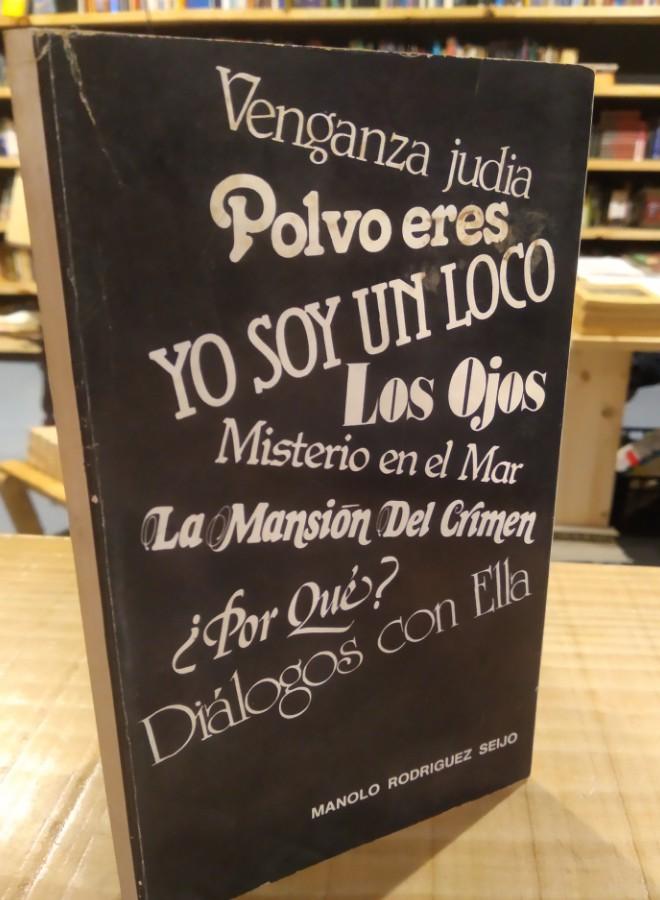 Venganza judia
Polvo eres
YO SOY UN LOCO
Los Ojos
Misterio en el Mar
La Mansión Del Crímen
¿Por Qué?
Diálogos con Ella
MANOLO RODRIGUEZ SEIJO